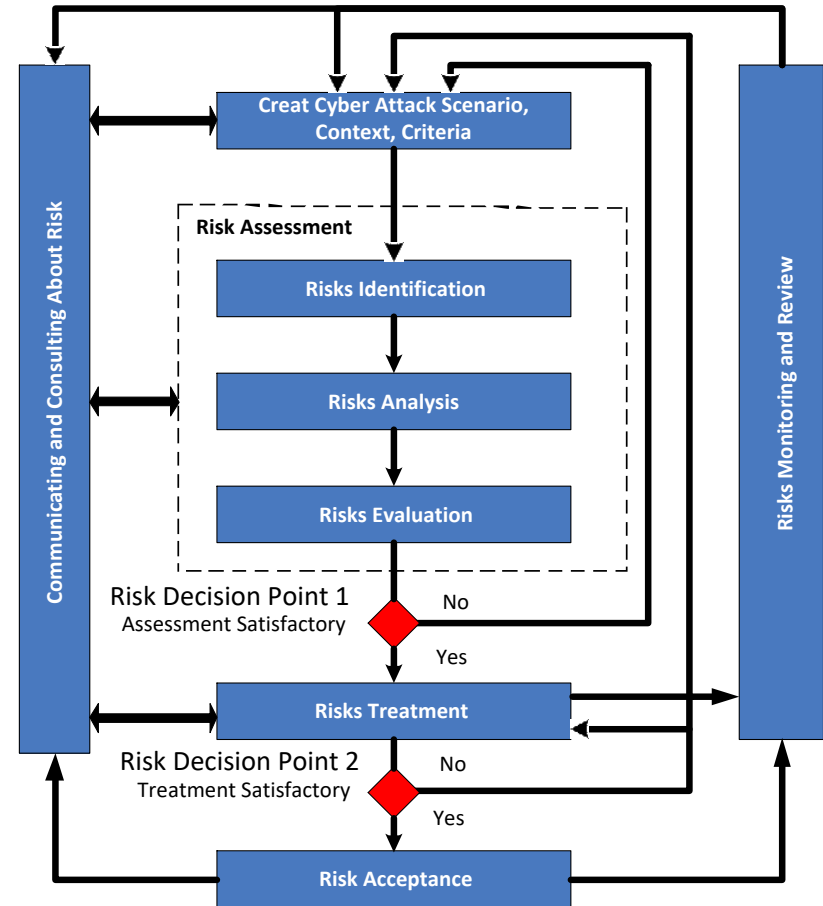 Creat Cyber Attack Scenario,
Context, Criteria
Communicating and Consulting About Risk
Risks Monitoring and Review
Risk Assessment
Risks Identification
Risks Analysis
Risks Evaluation
Risk Decision Point 1
Assessment Satisfactory
No
Yes
Risks Treatment
Risk Decision Point 2
Treatment Satisfactory
No
Yes
Risk Acceptance